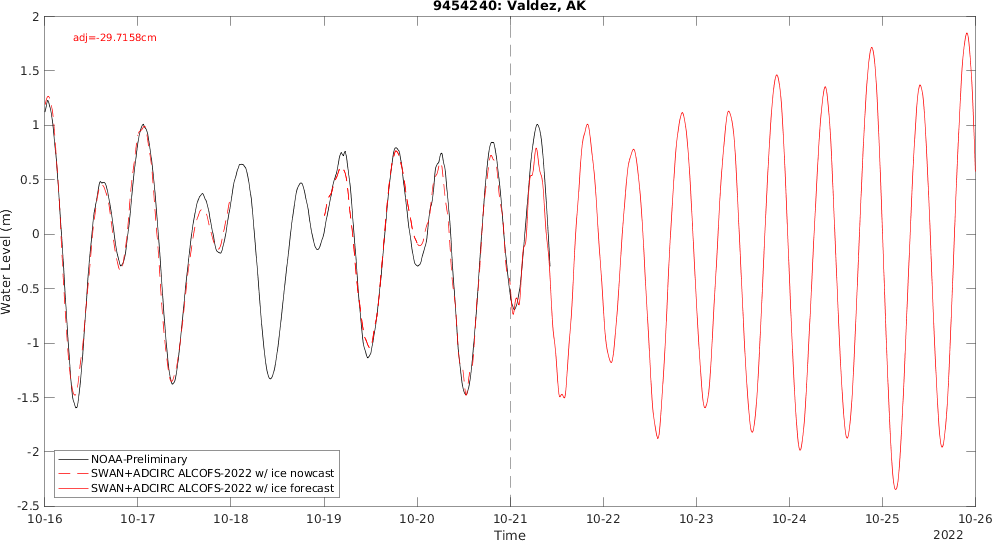 9454240: Valdez, AK
adj=-29.7158cm
2
1.5
1
0.5
0
-0.5
-1
-1.5
-2
-2.5
Water Level (m)
NOAA-Preliminary
SWAN+ADCIRC ALCOFS-2022 w/ ice nowcast
SWAN+ADCIRC ALCOFS-2022 w/ ice forecast
10-16 10-17 10-18 10-19 10-20 10-21 10-22 10-23 10-24 10-25 10-26
Time
2022